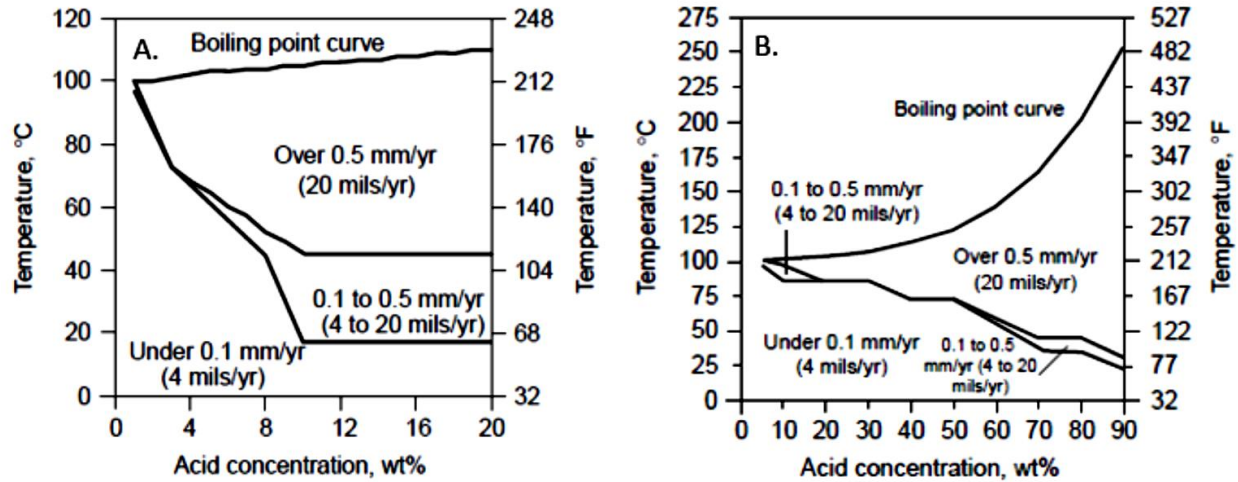 A.
Boiling point curve
Over 0.5 mm/yr
(20 mils/yr)
0.1 to 0.5 mm/yr
(4 to 20 mils/yr)
Under 0.1 mm/yr
(4 mils/yr)
Temperature, °C
120
100
80
60
40
20
0
Temperature, °F
248
212
176
140
104
68
32
0 4 8 12 16 20
Acid concentration, wt%
B.
Boiling point curve
0.1 to 0.5 mm/yr
(4 to 20 mils/yr)
Over 0.5 mm/yr
(20 mils/yr)
Under 0.1 mm/yr
(4 mils/yr)
0.1 to 0.5
mm/yr (4 to 20
mils/yr)
Temperature, °C
275
250
225
200
175
150
125
100
75
50
25
0
Temperature, °F
527
482
437
392
347
302
257
212
167
122
77
32
0 10 20 30 40 50 60 70 80 90
Acid concentration, wt%